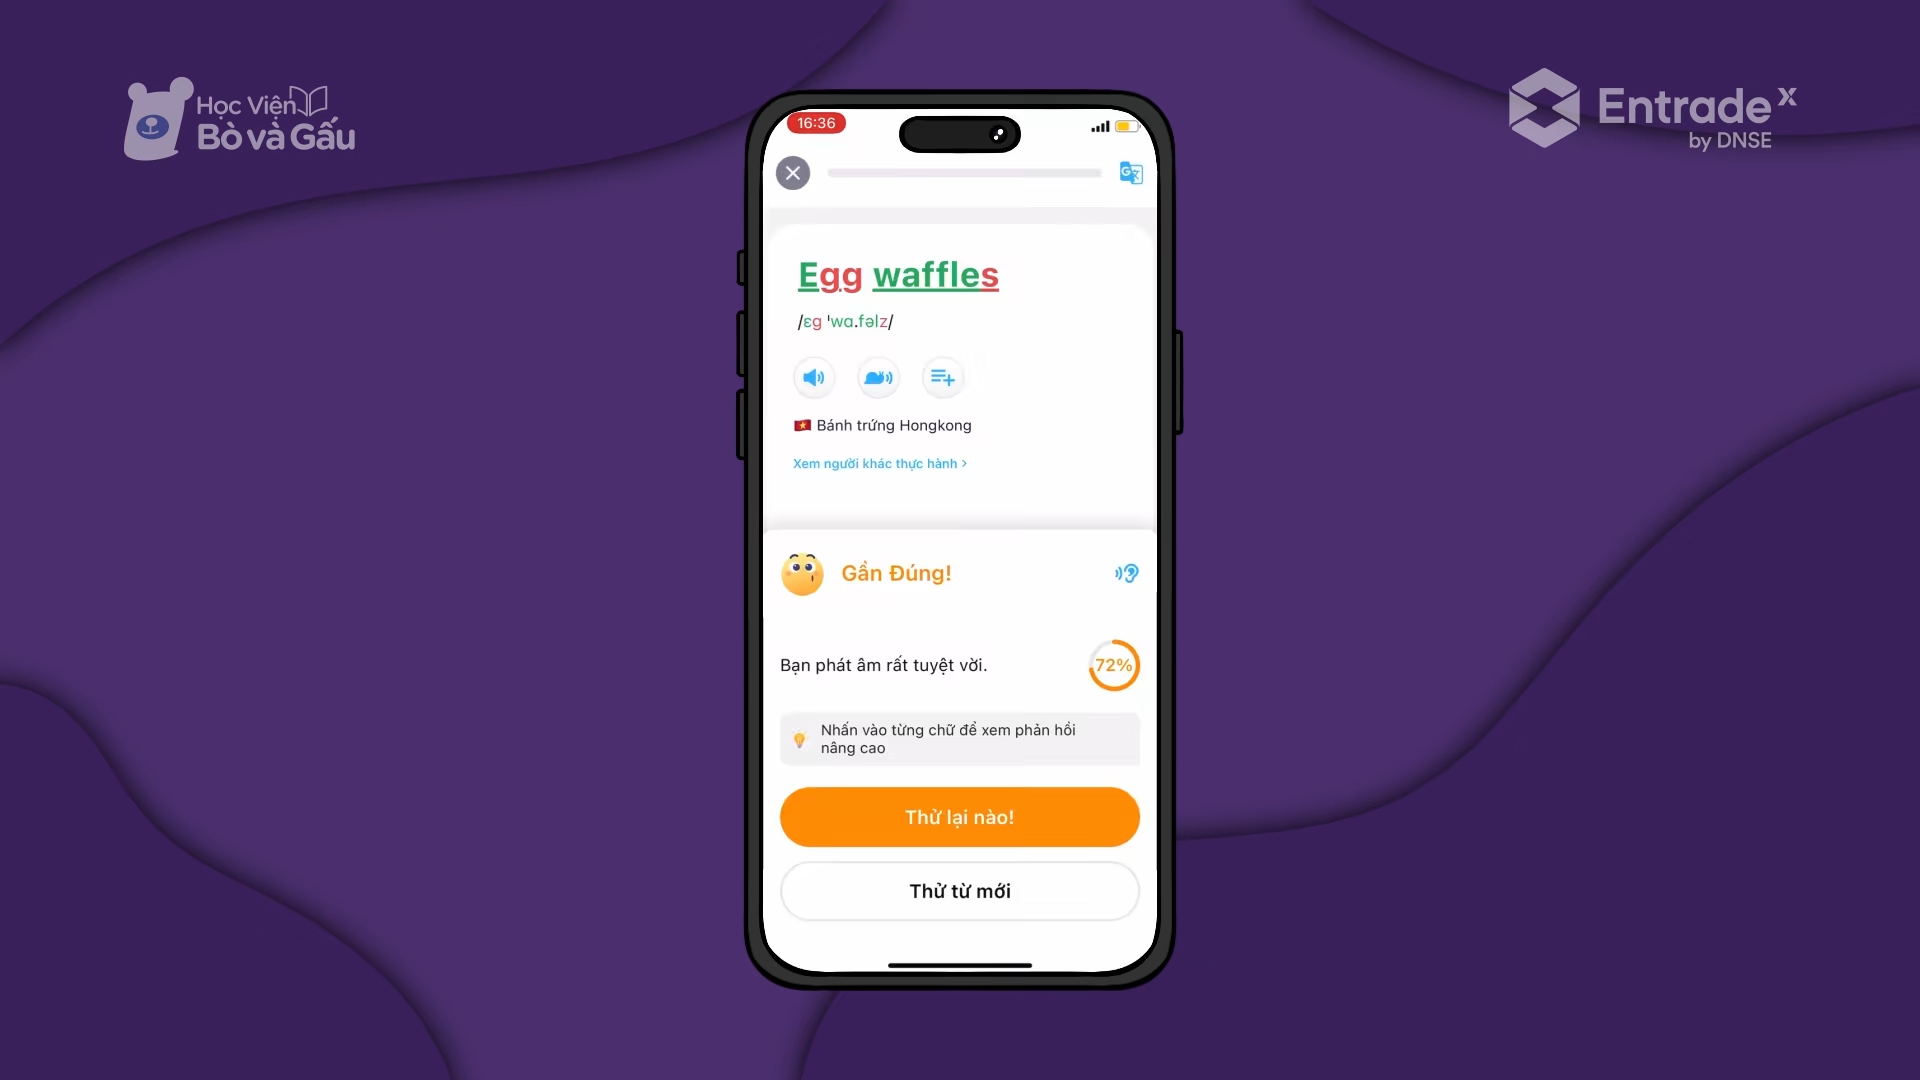 Học Viện
Bò và Gấu
Entrade X
by DNSE
16:36
Egg waffles
/ɛg ˈwɑ.fəlz/
Bánh trứng Hongkong
Xem người khác thực hành >
Gần Đúng!
Bạn phát âm rất tuyệt vời.
72%
Nhấn vào từng chữ để xem phản hồi
nâng cao
Thử lại nào!
Thử từ mới